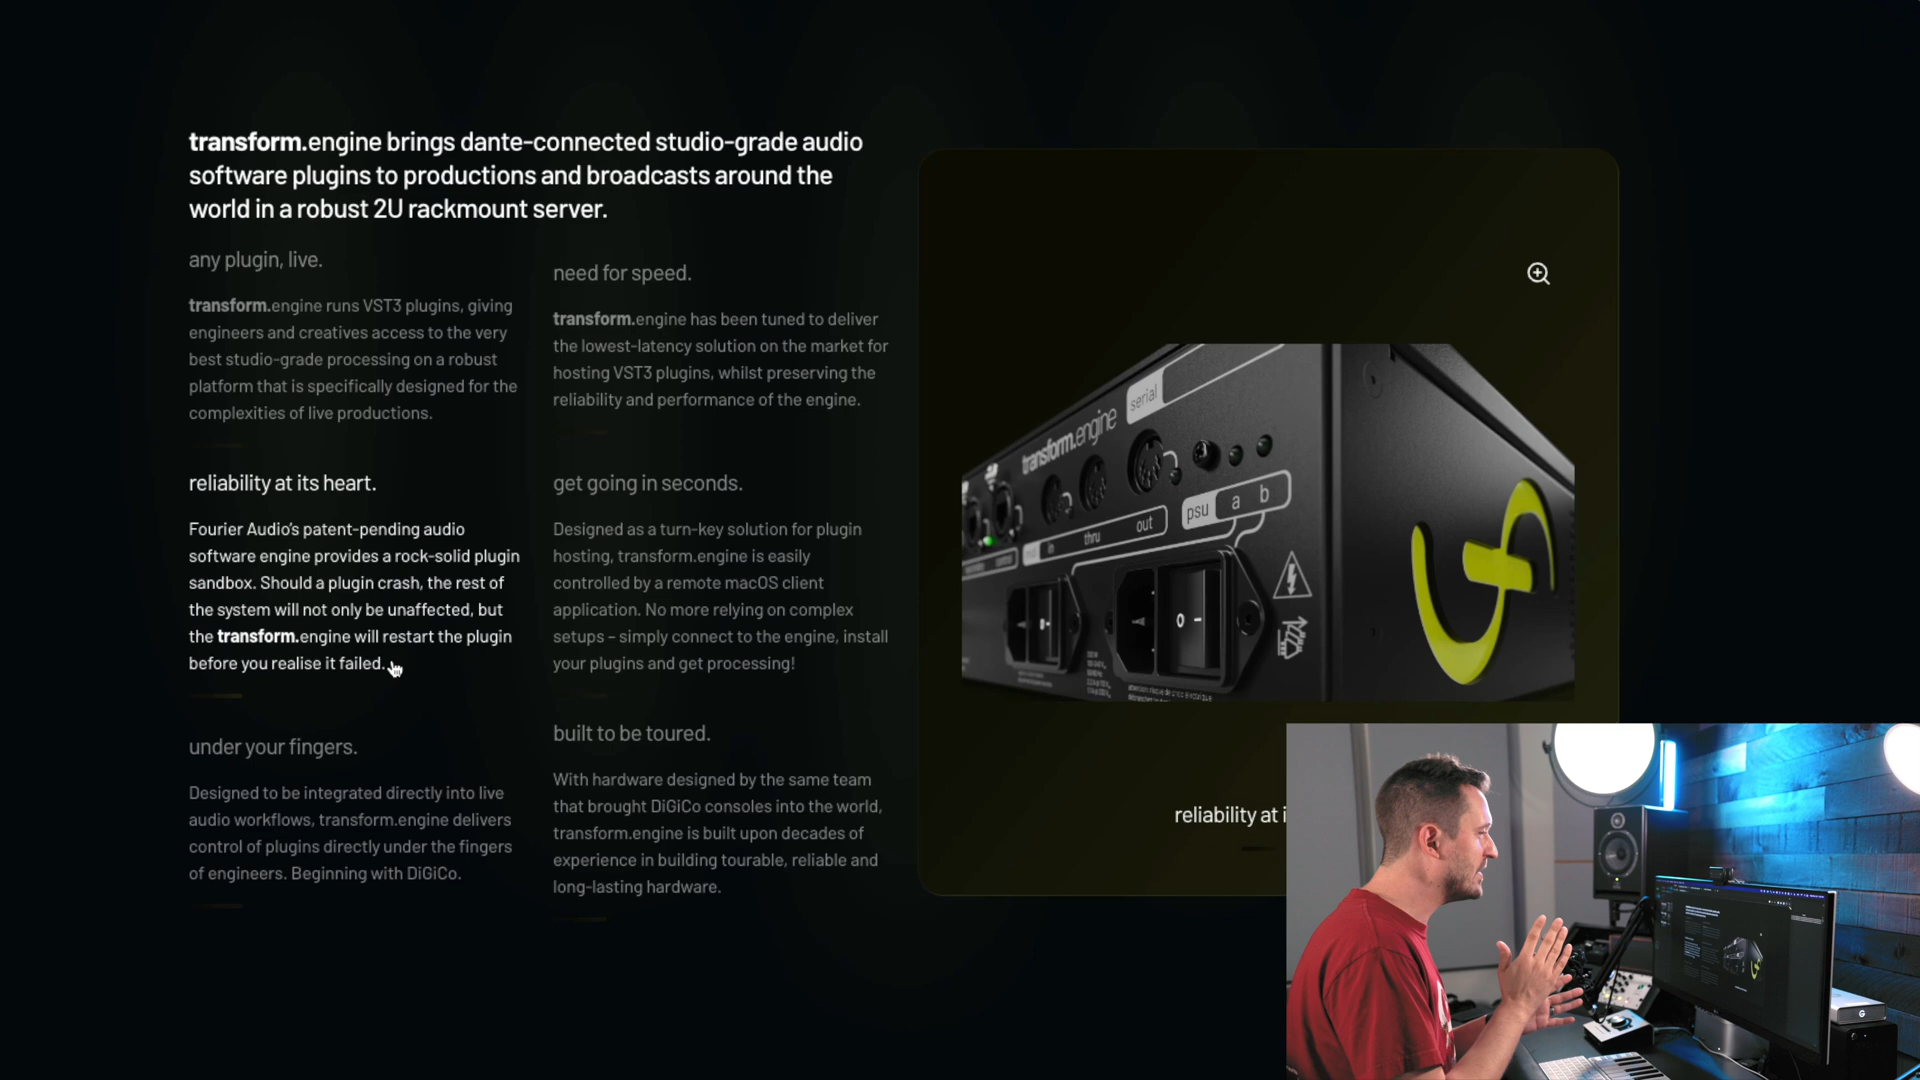 transform.engine brings dante-connected studio-grade audio
software plugins to productions and broadcasts around the
world in a robust 2U rackmount server.
any plugin, live.
transform.engine runs VST3 plugins, giving
engineers and creatives access to the very
best studio-grade processing on a robust
platform that is specifically designed for the
complexities of live productions.
need for speed.
transform.engine has been tuned to deliver
the lowest-latency solution on the market for
hosting VST3 plugins, whilst preserving the
reliability and performance of the engine.
reliability at its heart.
Fourier Audio's patent-pending audio
software engine provides a rock-solid plugin
sandbox. Should a plugin crash, the rest of
the system will not only be unaffected, but
the transform.engine will restart the plugin
before you realise it failed.
get going in seconds.
Designed as a turn-key solution for plugin
hosting, transform.engine is easily
controlled by a remote macOS client
application. No more relying on complex
setups – simply connect to the engine, install
your plugins and get processing!
under your fingers.
Designed to be integrated directly into live
audio workflows, transform.engine delivers
control of plugins directly under the fingers
of engineers. Beginning with DiGiCo.
built to be toured.
With hardware designed by the same team
that brought DiGiCo consoles into the world,
transform.engine is built upon decades of
experience in building tourable, reliable and
long-lasting hardware.
serial
transform.engine
psu a b
in thru out
reliability at i